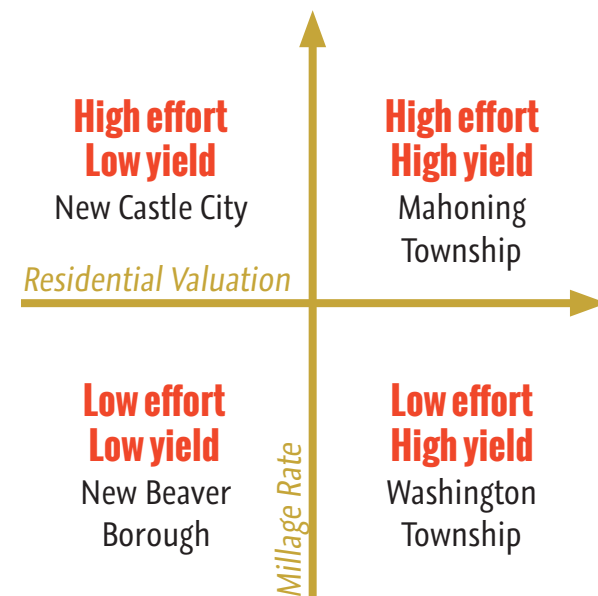 High effort
Low yield
New Castle City
High effort
High yield
Mahoning
Township
Residential Valuation
Low effort
Low yield
New Beaver
Borough
Millage Rate
Low effort
High yield
Washington
Township